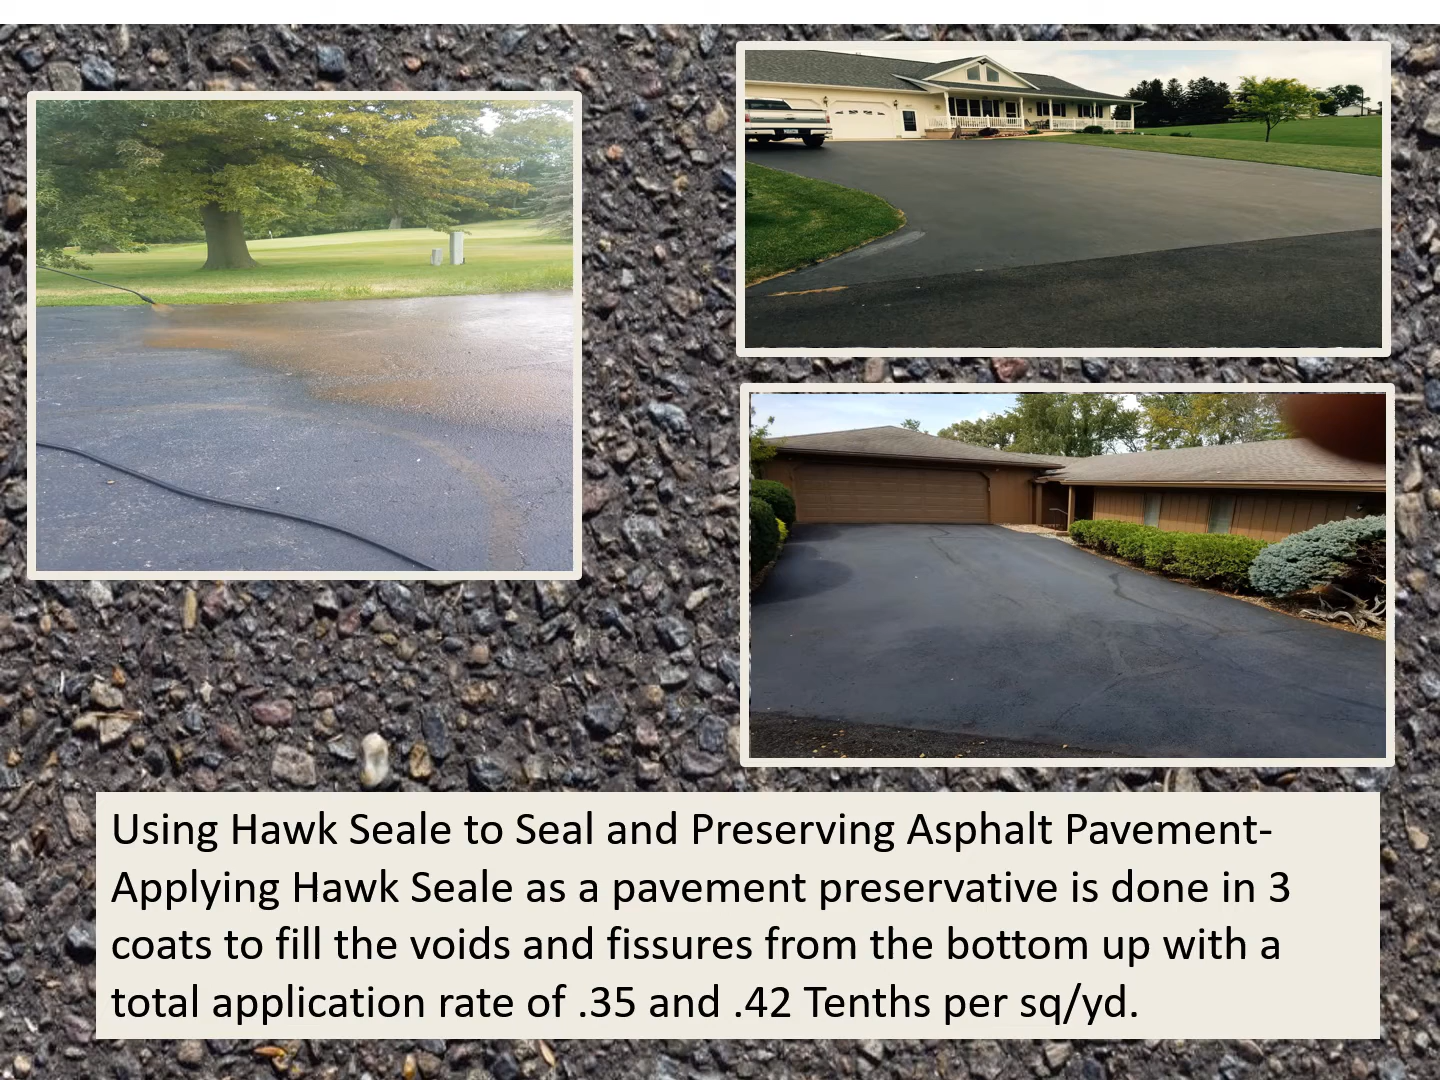 Using Hawk Seale to Seal and Preserving Asphalt Pavement-
Applying Hawk Seale as a pavement preservative is done in 3
coats to fill the voids and fissures from the bottom up with a
total application rate of .35 and .42 Tenths per sq/yd.